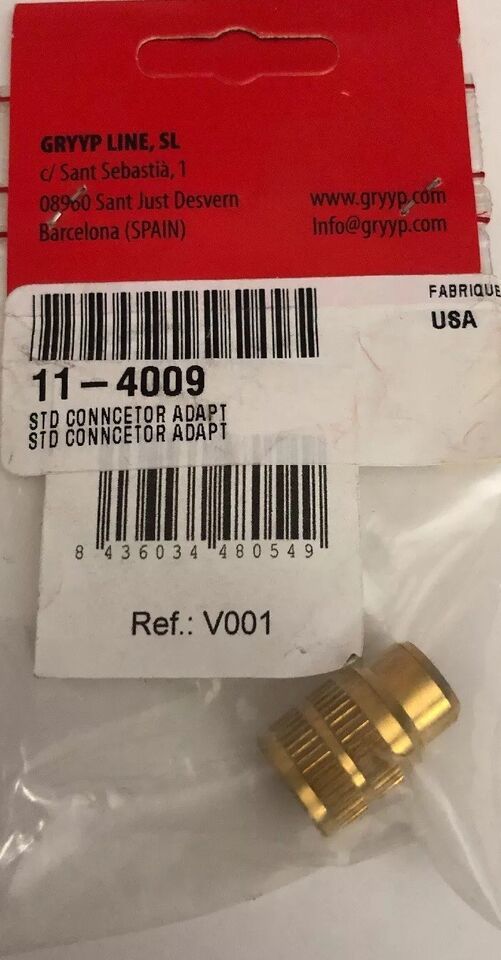 GRYYP LINE, SL
c/ Sant Sebastià, 1
08960 Sant Just Desvern
Barcelona (SPAIN)
www.gryyp.com
Info@gryyp.com
FABRIQUE
USA
11-4009
STD CONNCETOR ADAPT
STD CONNCETOR ADAPT
8 436034 480549
Ref.: V001